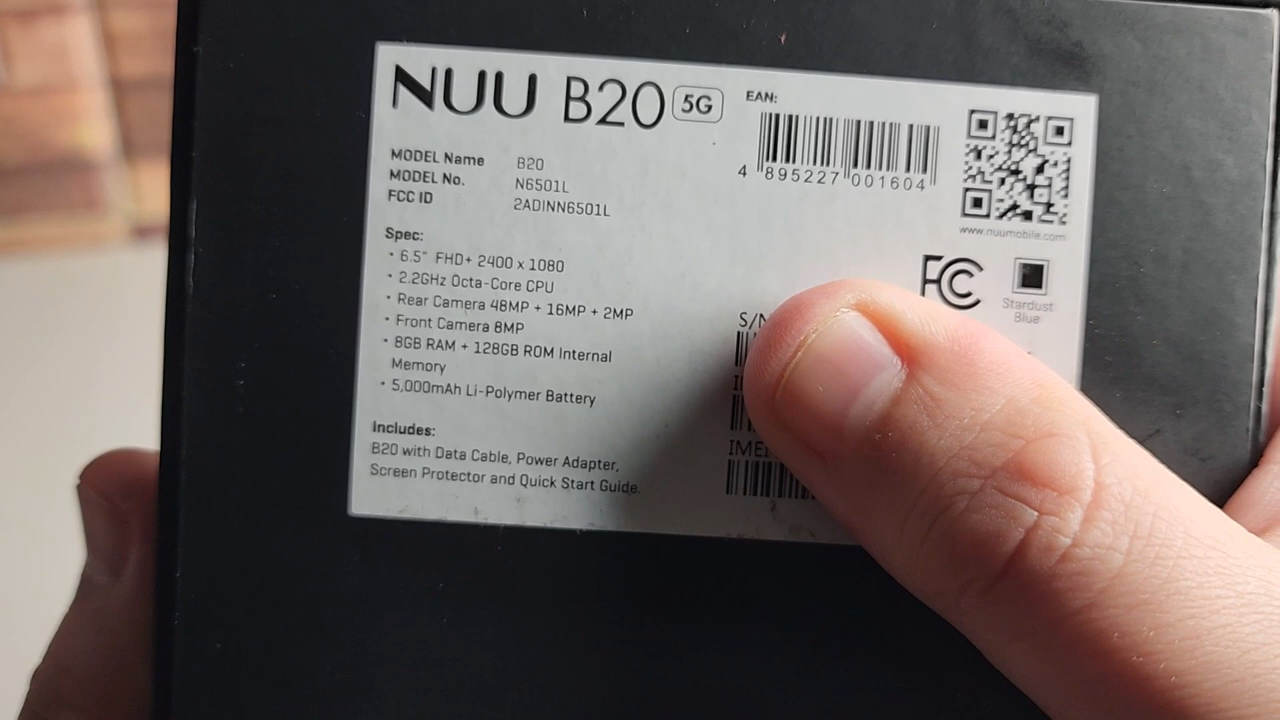 NUU B20 5G
MODEL Name B20
MODEL No. N6501L
FCC ID 2ADINN6501L
Spec:
• 6.5" FHD+ 2400 x 1080
• 2.2GHz Octa-Core CPU
• Rear Camera 48MP + 16MP + 2MP
• Front Camera 8MP
• 8GB RAM + 128GB ROM Internal
Memory
• 5,000mAh Li-Polymer Battery
Includes:
B20 with Data Cable, Power Adapter,
Screen Protector and Quick Start Guide.
EAN:
4 895227 001604
www.nuumobile.com
FC
Stardust
Blue
S/N